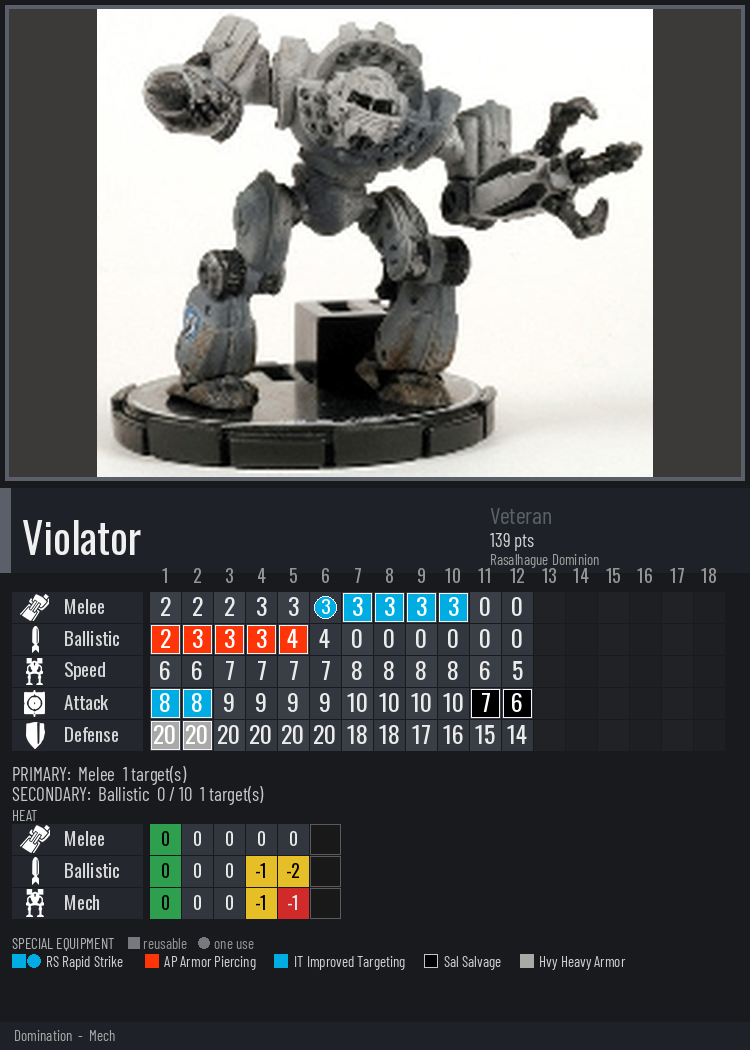 Violator
Veteran
139 pts
Rasalhague Dominion
1 2 3 4 5 6 7 8 9 10 11 12 13 14 15 16 17 18
Melee 2 2 2 3 3 3 3 3 3 3 0 0
Ballistic 2 3 3 3 4 4 0 0 0 0 0 0
Speed 6 6 7 7 7 7 8 8 8 8 6 5
Attack 8 8 9 9 9 9 10 10 10 10 7 6
Defense 20 20 20 20 20 20 18 18 17 16 15 14
PRIMARY: Melee 1 target(s)
SECONDARY: Ballistic 0 / 10 1 target(s)
HEAT
Melee 0 0 0 0 0
Ballistic 0 0 0 -1 -2
Mech 0 0 0 -1 -1
SPECIAL EQUIPMENT reusable one use
RS Rapid Strike AP Armor Piercing IT Improved Targeting Sal Salvage Hvy Heavy Armor
Domination - Mech